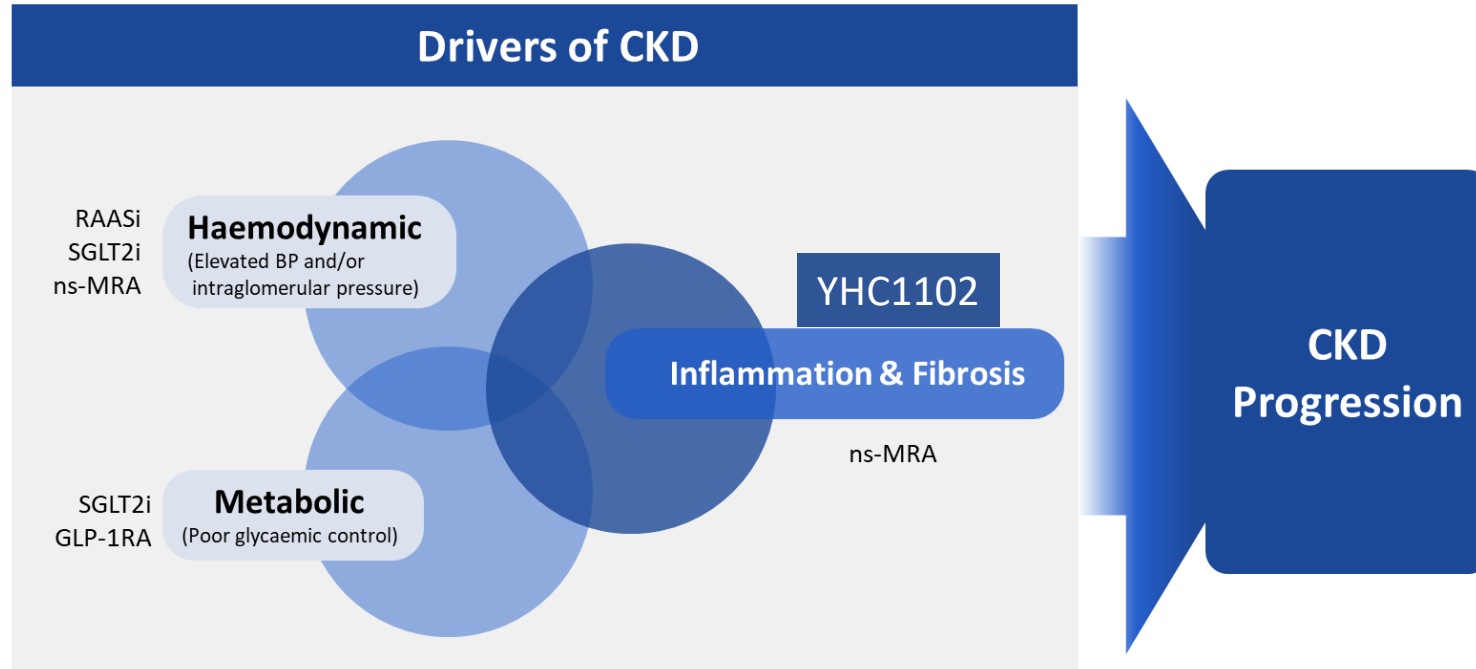 Drivers of CKD
RAASi
SGLT2i
ns-MRA
Haemodynamic
(Elevated BP and/or
intraglomerular pressure)
YHC1102
Inflammation & Fibrosis
ns-MRA
SGLT2i
GLP-1RA
Metabolic
(Poor glycaemic control)
CKD
Progression